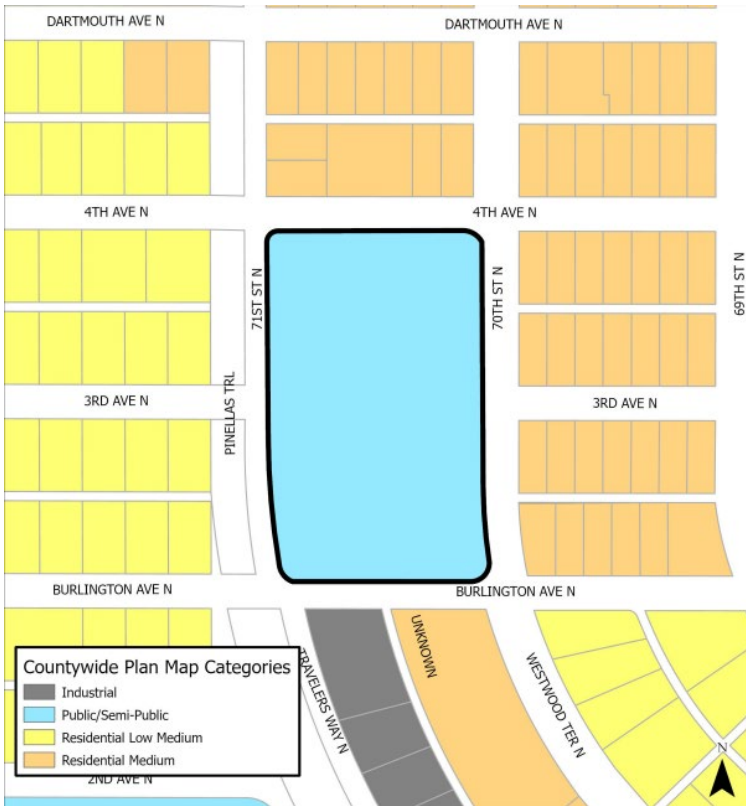 DARTMOUTH AVE N
DARTMOUTH AVE N
4TH AVE N
4TH AVE N
71ST ST N
70TH ST N
69TH ST N
PINELLAS TRL
3RD AVE N
3RD AVE N
BURLINGTON AVE N
BURLINGTON AVE N
UNKNOWN
TRAVELERS WAY N
WESTWOOD TER N
Countywide Plan Map Categories
Industrial
Public/Semi-Public
Residential Low Medium
Residential Medium
2ND AVE N
N